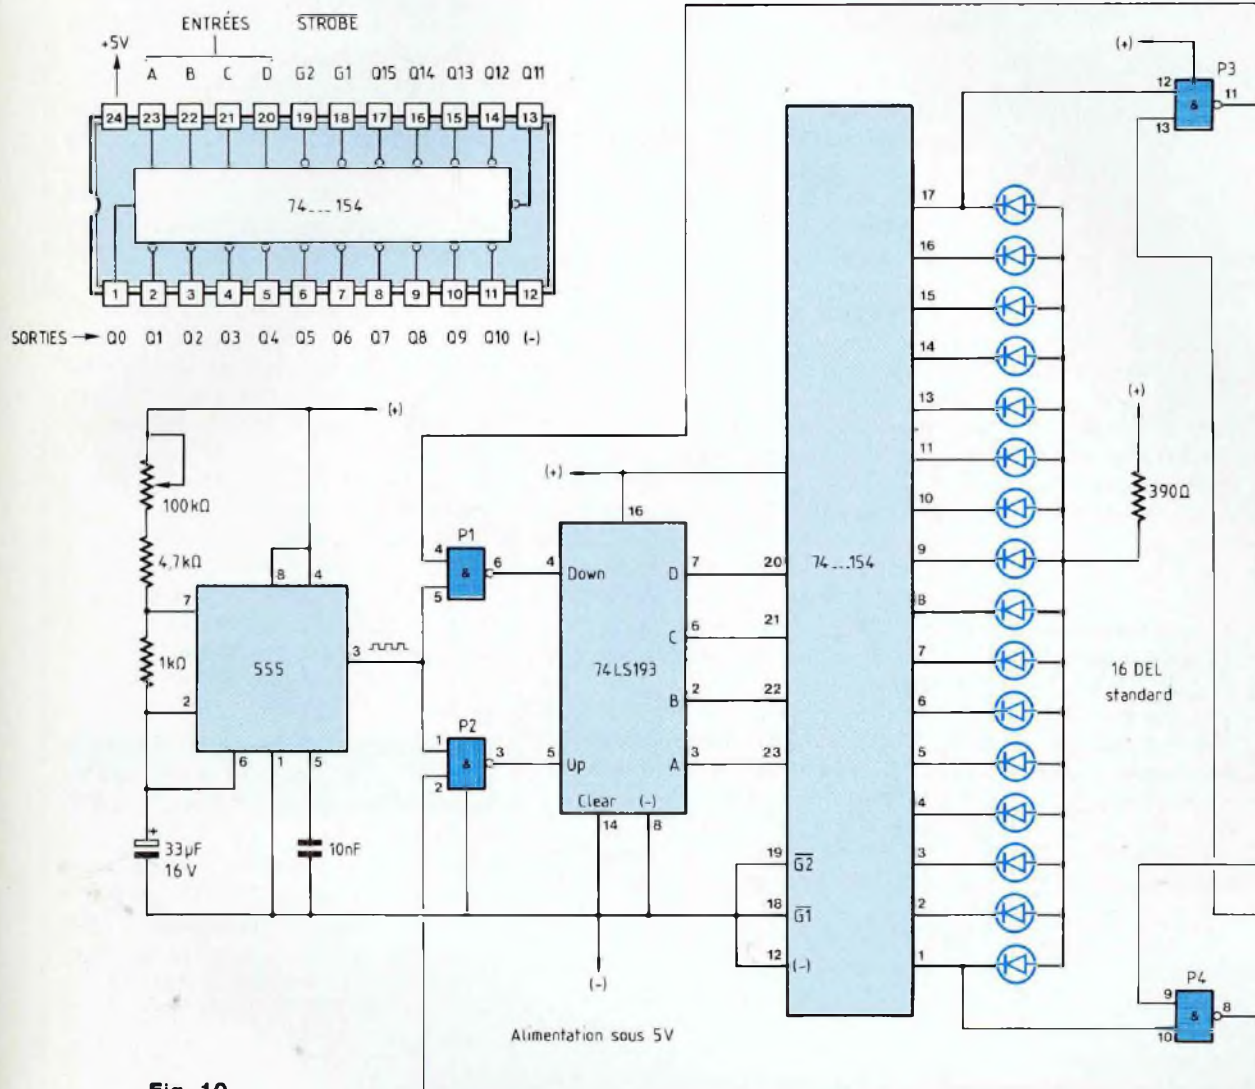 ENTRÉES STROBE
+5V A B C D G2 G1 Q15 Q14 Q13 Q12 Q11
24 23 22 21 20 19 18 17 16 15 14 13
74...154
1 2 3 4 5 6 7 8 9 10 11 12
SORTIES → Q0 Q1 Q2 Q3 Q4 Q5 Q6 Q7 Q8 Q9 Q10 (-)
(+)
100kΩ
4,7kΩ
1kΩ
8 4
7
2
555
3
6 1 5
+
33µF
16 V
10nF
P1
4
5
&
6
P2
1
2
&
3
(+)
16
4 Down D 7
C 6
74LS193
B 2
5 Up A 3
Clear (-)
14 8
(-)
20
21
22
23
74...154
19 G2
18 G1
12 (-)
17
16
15
14
13
11
10
9
8
7
6
5
4
3
2
1
(+)
390Ω
16 DEL
standard
(+)
P3
12
13
&
11
P4
9
10
&
8
Alimentation sous 5V
Fig. 10